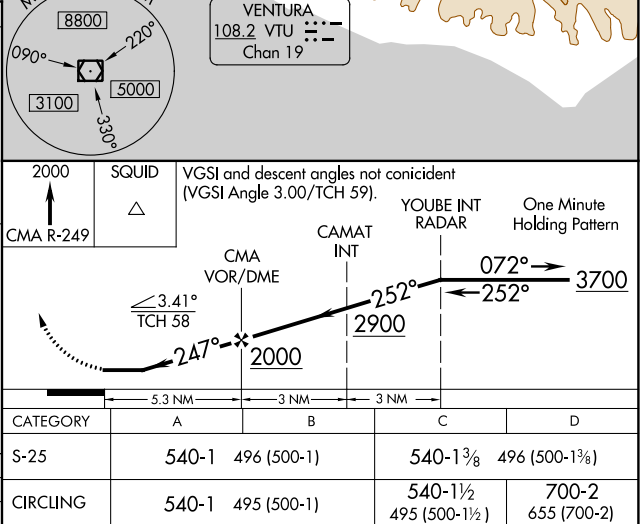 8800
220°
090°
3100
5000
330°
VENTURA
108.2 VTU
Chan 19
2000
CMA R-249
SQUID
VGSI and descent angles not conicident
(VGSI Angle 3.00/TCH 59).
YOUBE INT
RADAR
One Minute
Holding Pattern
CAMAT
INT
CMA
VOR/DME
072°
252°
3700
252°
2900
3.41°
TCH 58
247°
2000
5.3 NM
3 NM
3 NM
CATEGORY A B C D
S-25 540-1 496 (500-1) 540-1⅜ 496 (500-1⅜)
CIRCLING 540-1 495 (500-1) 540-1½ 495 (500-1½) 700-2 655 (700-2)